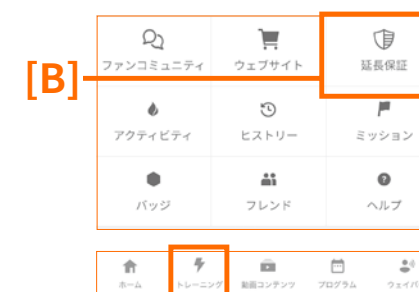 ファンコミュニティ
ウェブサイト
延長保証
[B]
アクティビティ
ヒストリー
ミッション
バッジ
フレンド
ヘルプ
ホーム
トレーニング
動画コンテンツ
プログラム